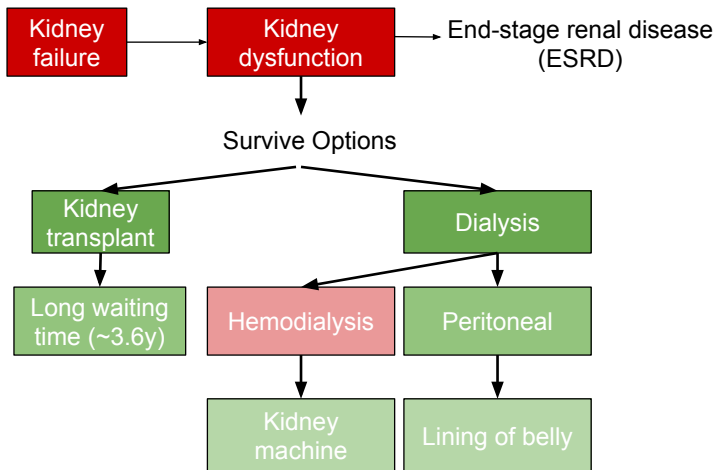 Kidney
failure
Kidney
dysfunction
End-stage renal disease
(ESRD)
Survive Options
Kidney
transplant
Dialysis
Long waiting
time (~3.6y)
Hemodialysis
Peritoneal
Kidney
machine
Lining of belly